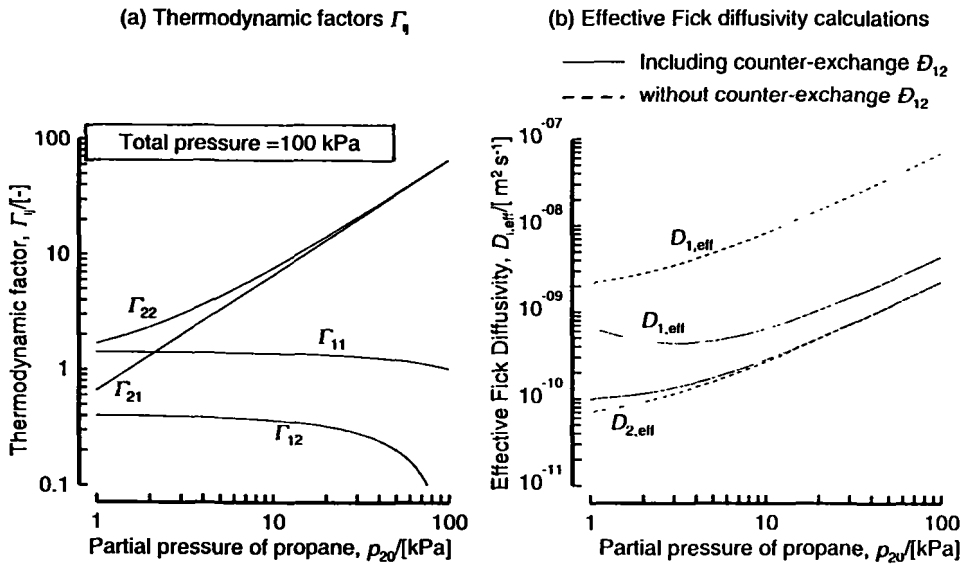 (a) Thermodynamic factors Γij
(b) Effective Fick diffusivity calculations
Including counter-exchange Đ12
without counter-exchange Đ12
Total pressure =100 kPa
Thermodynamic factor, Γij/[-]
100
10
1
0.1
Γ22
Γ11
Γ21
Γ12
1
10
100
Partial pressure of propane, p20/[kPa]
Effective Fick Diffusivity, Di,eff/[ m2 s-1]
10-07
10-08
10-09
10-10
10-11
D1,eff
D1,eff
D2,eff
1
10
100
Partial pressure of propane, p20/[kPa]